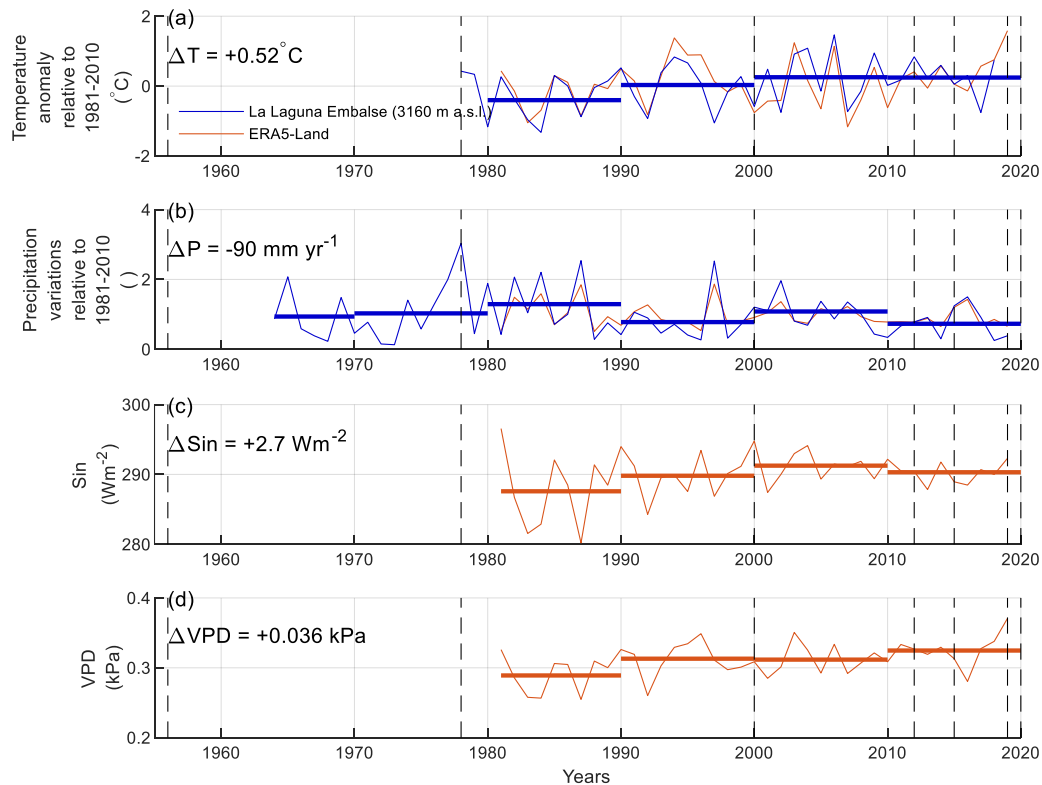 (a)
ΔT = +0.52°C
Temperature
anomaly
relative to
1981-2010
(°C)
2
0
-2
La Laguna Embalse (3160 m a.s.l.)
ERA5-Land
1960 1970 1980 1990 2000 2010 2020
(b)
ΔP = -90 mm yr-1
Precipitation
variations
relative to
1981-2010
()
4
2
0
1960 1970 1980 1990 2000 2010 2020
(c)
ΔSin = +2.7 Wm-2
Sin
(Wm-2)
300
290
280
1960 1970 1980 1990 2000 2010 2020
(d)
ΔVPD = +0.036 kPa
VPD
(kPa)
0.4
0.3
0.2
1960 1970 1980 1990 2000 2010 2020
Years